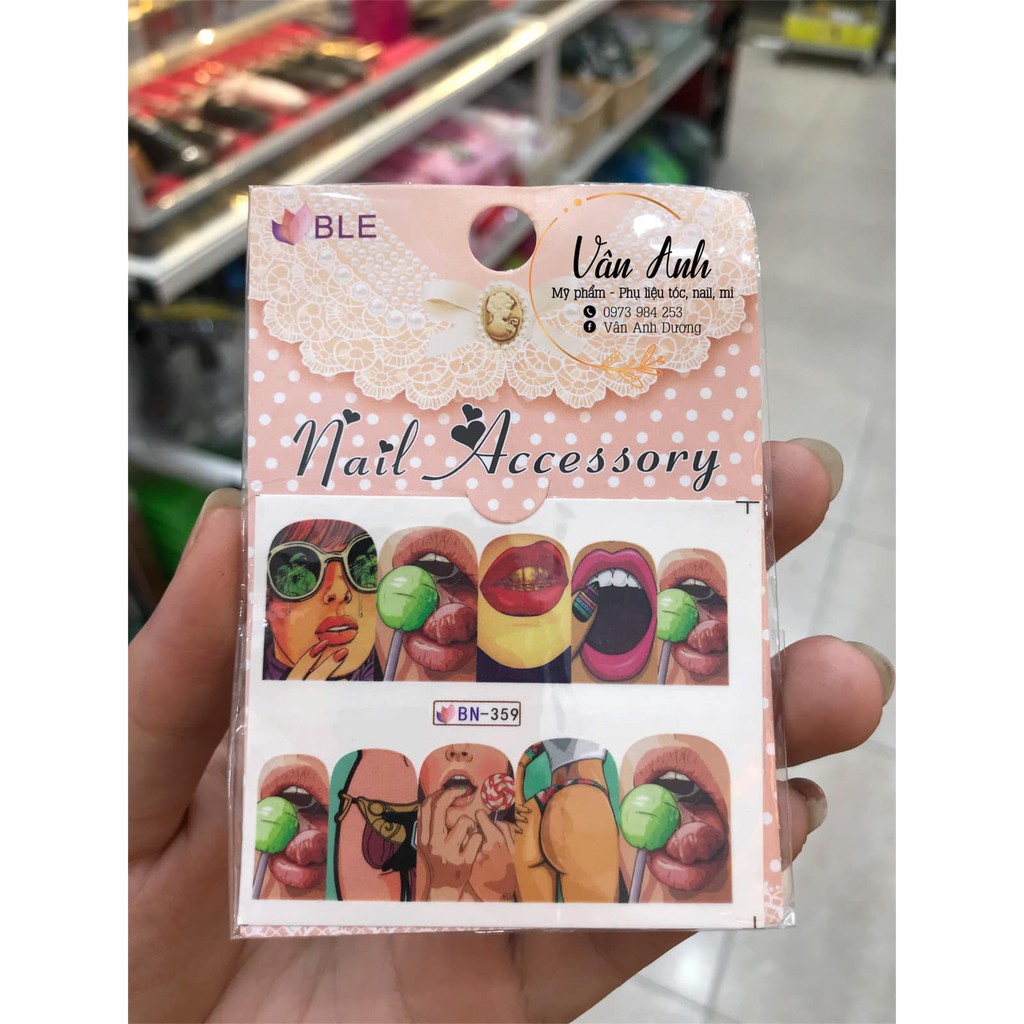 BLE
Vân Anh
Mỹ phẩm - Phụ liệu tóc, nail, mi
0973 984 253
Vân Anh Dương
Nail Accessory
BN-359